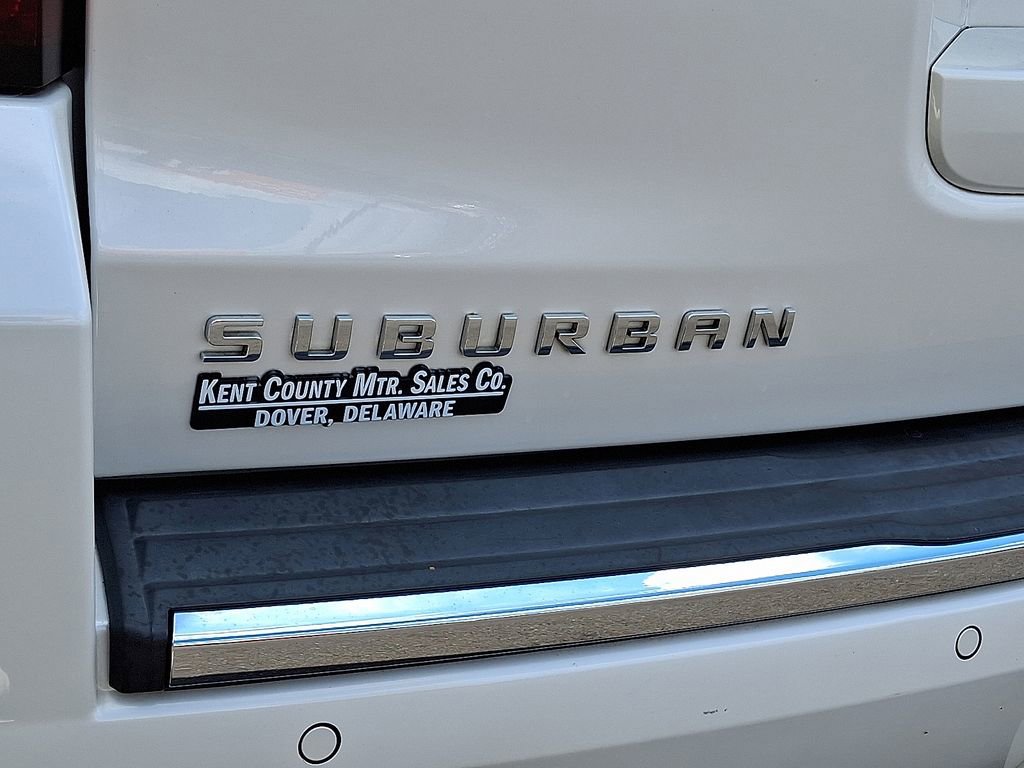 SUBURBAN
KENT COUNTY MTR. SALES CO.
DOVER, DELAWARE